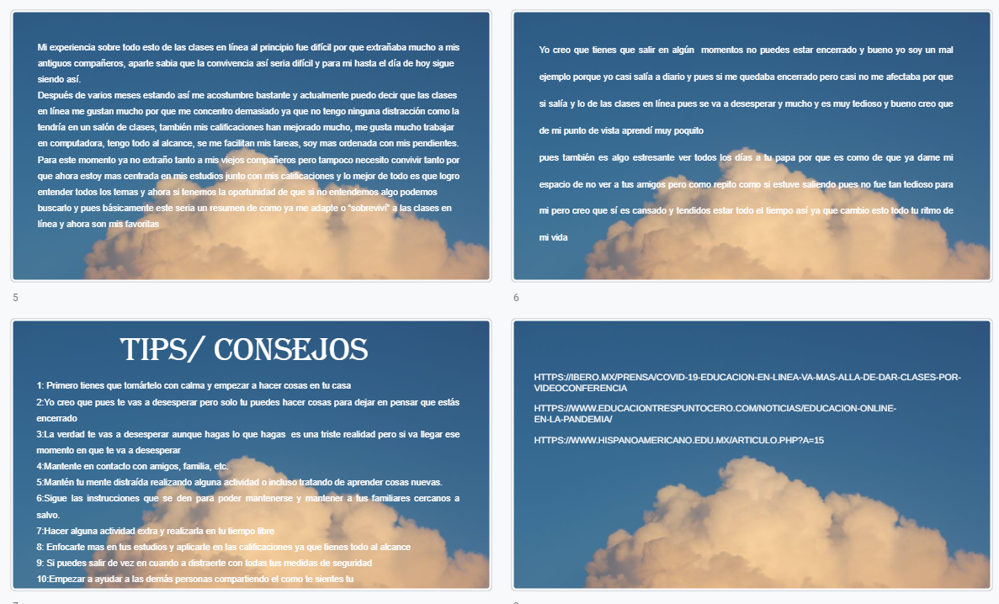 Mi experiencia sobre todo esto de las clases en línea al principio fue difícil por que extrañaba mucho a mis
antiguos compañeros, aparte sabia que la convivencia así seria difícil y para mi hasta el día de hoy sigue
siendo así.
Después de varios meses estando así me acostumbre bastante y actualmente puedo decir que las clases
en línea me gustan mucho por que me concentro demasiado ya que no tengo ninguna distracción como la
tendría en un salón de clases, también mis calificaciones han mejorado mucho, me gusta mucho trabajar
en computadora, tengo todo al alcance, se me facilitan mis tareas, soy mas ordenada con mis pendientes.
Para este momento ya no extraño tanto a mis viejos compañeros pero tampoco necesito convivir tanto por
que ahora estoy mas centrada en mis estudios junto con mis calificaciones y lo mejor de todo es que logro
entender todos los temas y ahora si tenemos la oportunidad de que si no entendemos algo podemos
buscarlo y pues básicamente este seria un resumen de como ya me adapte o "sobreviví" a las clases en
línea y ahora son mis favoritas
5
Yo creo que tienes que salir en algún momentos no puedes estar encerrado y bueno yo soy un mal
ejemplo porque yo casi salía a diario y pues si me quedaba encerrado pero casi no me afectaba por que
si salía y lo de las clases en línea pues se va a desesperar y mucho y es muy tedioso y bueno creo que
de mi punto de vista aprendí muy poquito
pues también es algo estresante ver todos los días a tu papa por que es como de que ya dame mi
espacio de no ver a tus amigos pero como repito como si estuve saliendo pues no fue tan tedioso para
mi pero creo que sí es cansado y tendidos estar todo el tiempo así ya que cambio esto todo tu ritmo de
mi vida
6
TIPS/ CONSEJOS
1: Primero tienes que tomártelo con calma y empezar a hacer cosas en tu casa
2:Yo creo que pues te vas a desesperar pero solo tu puedes hacer cosas para dejar en pensar que estás
encerrado
3:La verdad te vas a desesperar aunque hagas lo que hagas es una triste realidad pero si va llegar ese
momento en que te va a desesperar
4:Mantente en contacto con amigos, familia, etc.
5:Mantén tu mente distraída realizando alguna actividad o incluso tratando de aprender cosas nuevas.
6:Sigue las instrucciones que se den para poder mantenerse y mantener a tus familiares cercanos a
salvo.
7:Hacer alguna actividad extra y realizarla en tu tiempo libre
8: Enfocarte mas en tus estudios y aplicarte en las calificaciones ya que tienes todo al alcance
9: Si puedes salir de vez en cuando a distraerte con todas tus medidas de seguridad
10:Empezar a ayudar a las demás personas compartiendo el como te sientes tu
HTTPS://IBERO.MX/PRENSA/COVID-19-EDUCACION-EN-LINEA-VA-MAS-ALLA-DE-DAR-CLASES-POR-
VIDEOCONFERENCIA
HTTPS://WWW.EDUCACIONTRESPUNTOCERO.COM/NOTICIAS/EDUCACION-ONLINE-
EN-LA-PANDEMIA/
HTTPS://WWW.HISPANOAMERICANO.EDU.MX/ARTICULO.PHP?A=15